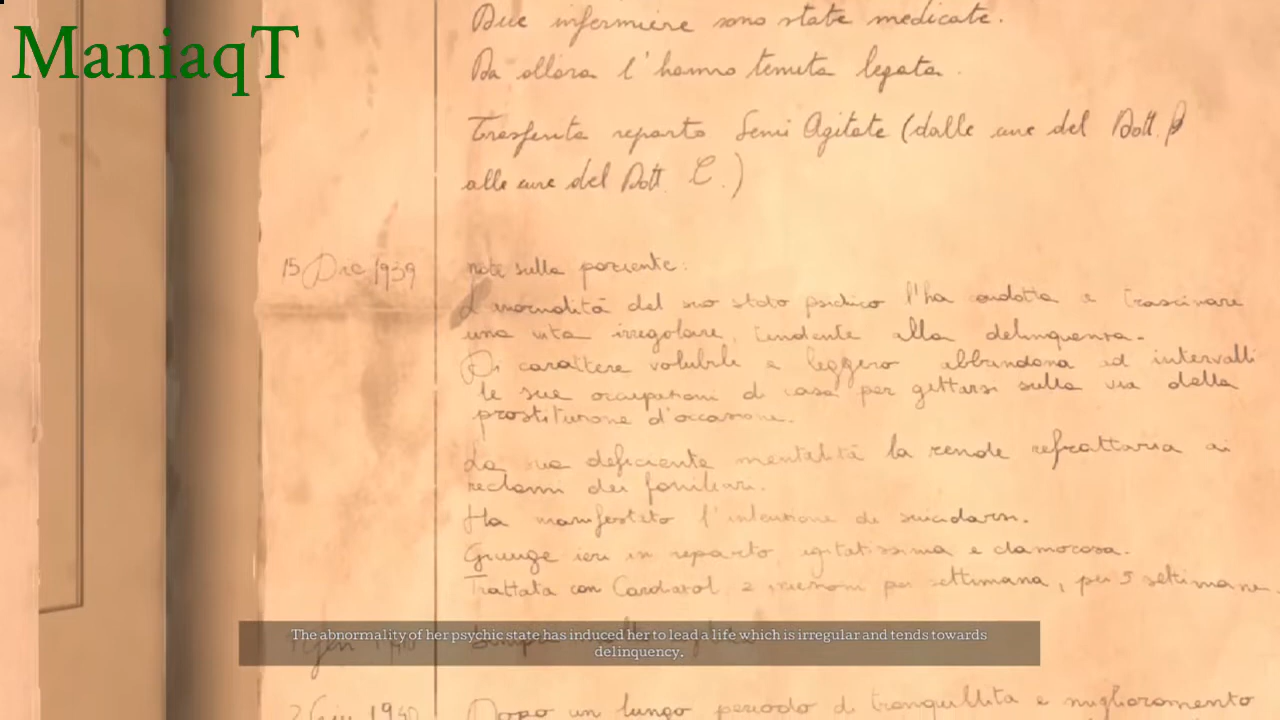 ManiaqT
Due infermiere sono state medicate.
Da allora l'hanno tenuta legata.
Trasferita reparto Semi Agitate (dalle cure del Dott. P
alle cure del Dott. C.)
15 Dic 1939 note sulla paziente:
L'anormalità del suo stato psichico l'ha indotta a trascinare
una vita irregolare, tendente alla delinquenza.
Di carattere volubile e leggero abbandona ad intervalli
le sue occupazioni di casa per gettarsi sulla via della
prostituzione d'occasione.
La sua deficiente mentalità la rende refrattaria ai
reclami dei familiari.
Ha manifestato l'intenzione di suicidarsi.
Giunge ieri in reparto, agitatissima e clamorosa.
Trattata con Cardiazol, 2 iniezioni per settimana, per 5 settimane.
The abnormality of her psychic state has induced her to lead a life which is irregular and tends towards
delinquency.
1940 Dopo un lungo periodo di tranquillità e miglioramento